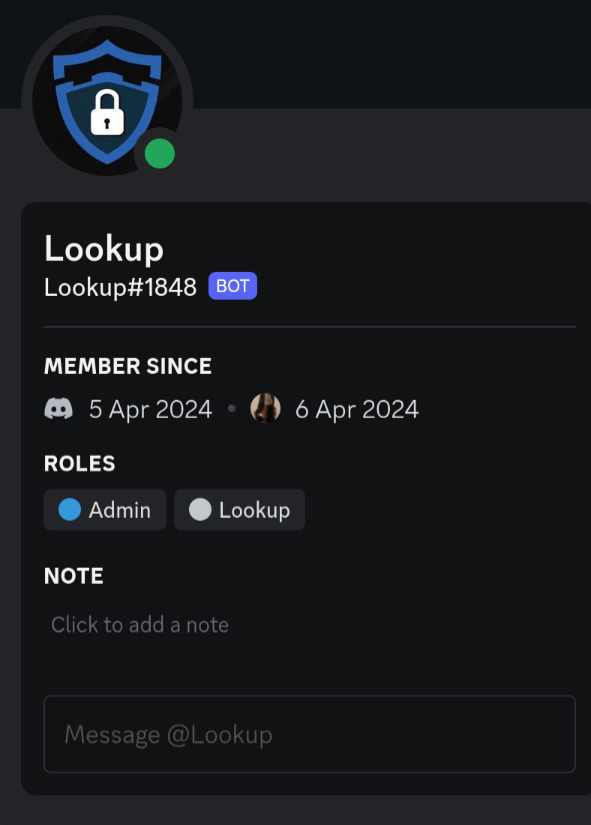 Lookup
Lookup#1848 BOT
MEMBER SINCE
5 Apr 2024 • 6 Apr 2024
ROLES
Admin Lookup
NOTE
Click to add a note
Message @Lookup